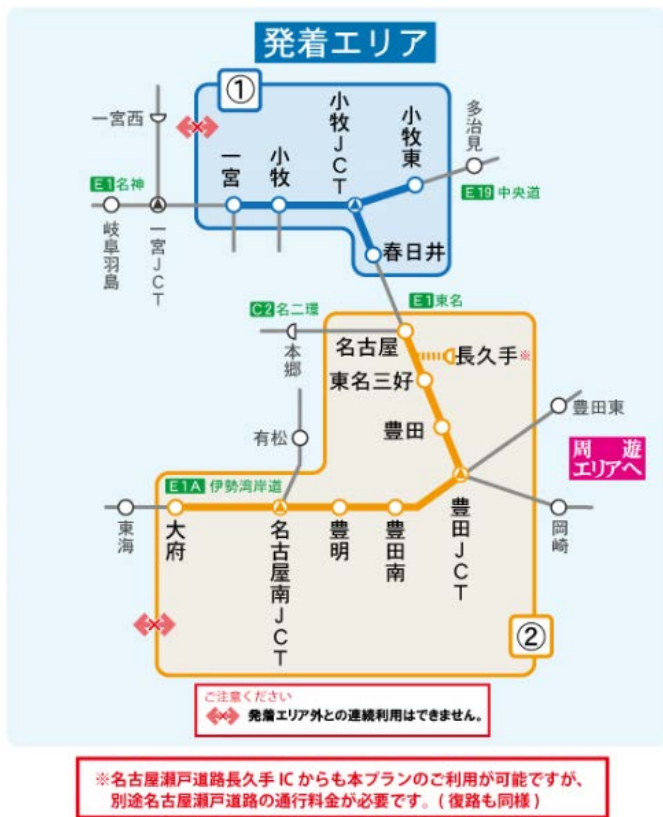 発着エリア
①
一宮西
E1名神
岐阜羽島
一宮JCT
一宮
小牧
小牧JCT
小牧東
多治見
E19 中央道
春日井
E1東名
C2名二環
本郷
名古屋
長久手※
東名三好
有松
豊田
豊田東
周遊
エリアへ
E1A 伊勢湾岸道
東海
大府
名古屋南JCT
豊明
豊田南
豊田JCT
岡崎
②
ご注意ください
発着エリア外との連続利用はできません。
※名古屋瀬戸道路長久手 IC からも本プランのご利用が可能ですが、
別途名古屋瀬戸道路の通行料金が必要です。( 復路も同様 )